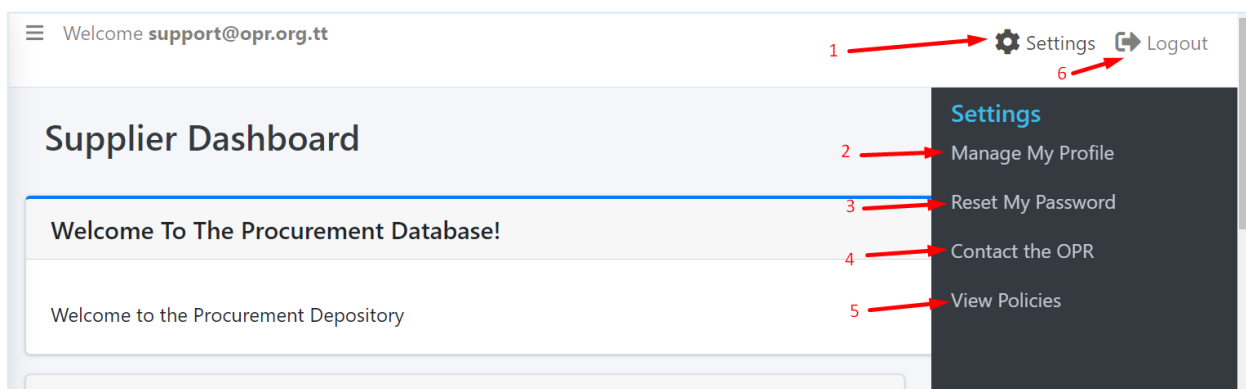 Welcome support@opr.org.tt
1
Settings
Logout
6
Settings
Supplier Dashboard
2
Manage My Profile
3
Reset My Password
Welcome To The Procurement Database!
4
Contact the OPR
5
View Policies
Welcome to the Procurement Depository